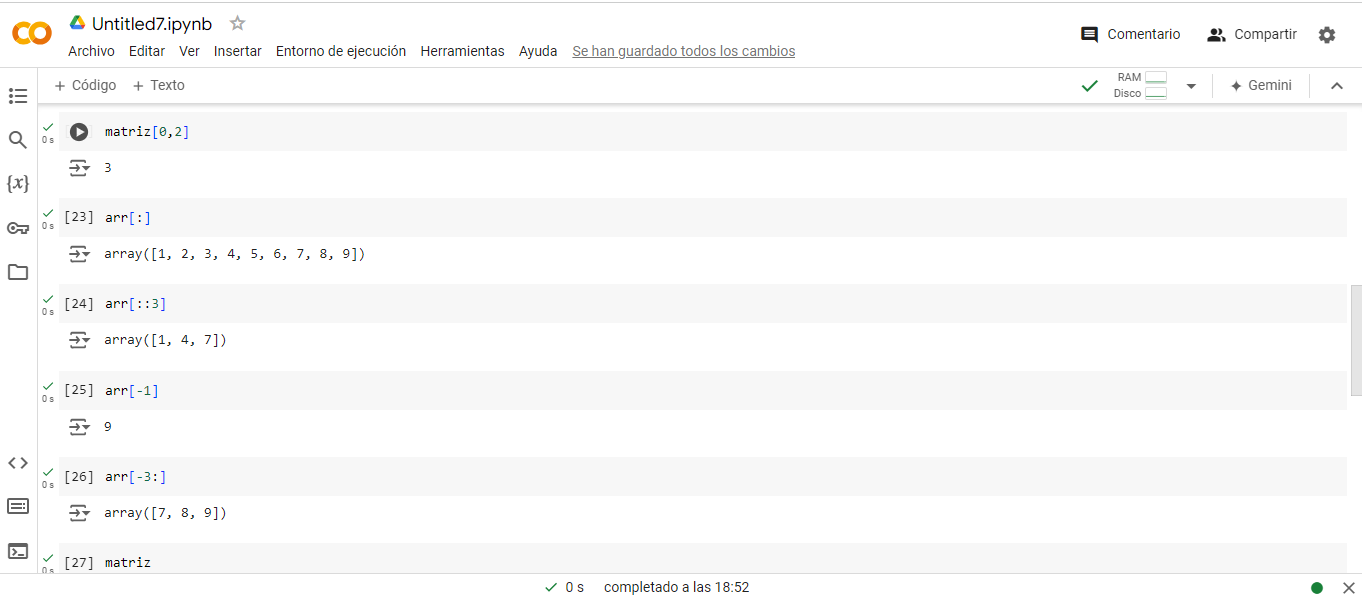 Untitled7.ipynb
Archivo Editar Ver Insertar Entorno de ejecución Herramientas Ayuda Se han guardado todos los cambios
Comentario Compartir
+ Código + Texto
RAM
Disco
Gemini
{x}
0 s
matriz[0,2]
3
0 s
[23] arr[:]
array([1, 2, 3, 4, 5, 6, 7, 8, 9])
0 s
[24] arr[::3]
array([1, 4, 7])
0 s
[25] arr[-1]
9
0 s
[26] arr[-3:]
array([7, 8, 9])
0 s
[27] matriz
0 s completado a las 18:52